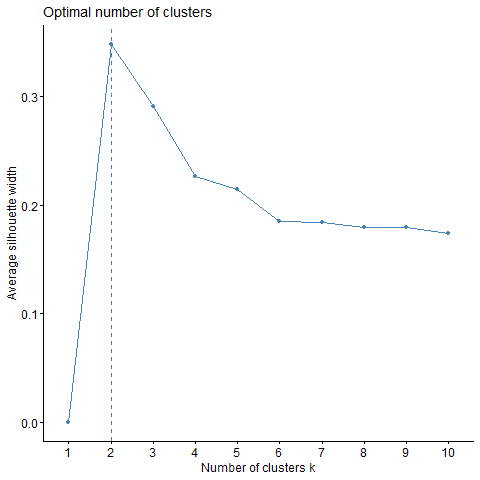 Optimal number of clusters
0.3
0.2
0.1
0.0
Average silhouette width
1 2 3 4 5 6 7 8 9 10
Number of clusters k